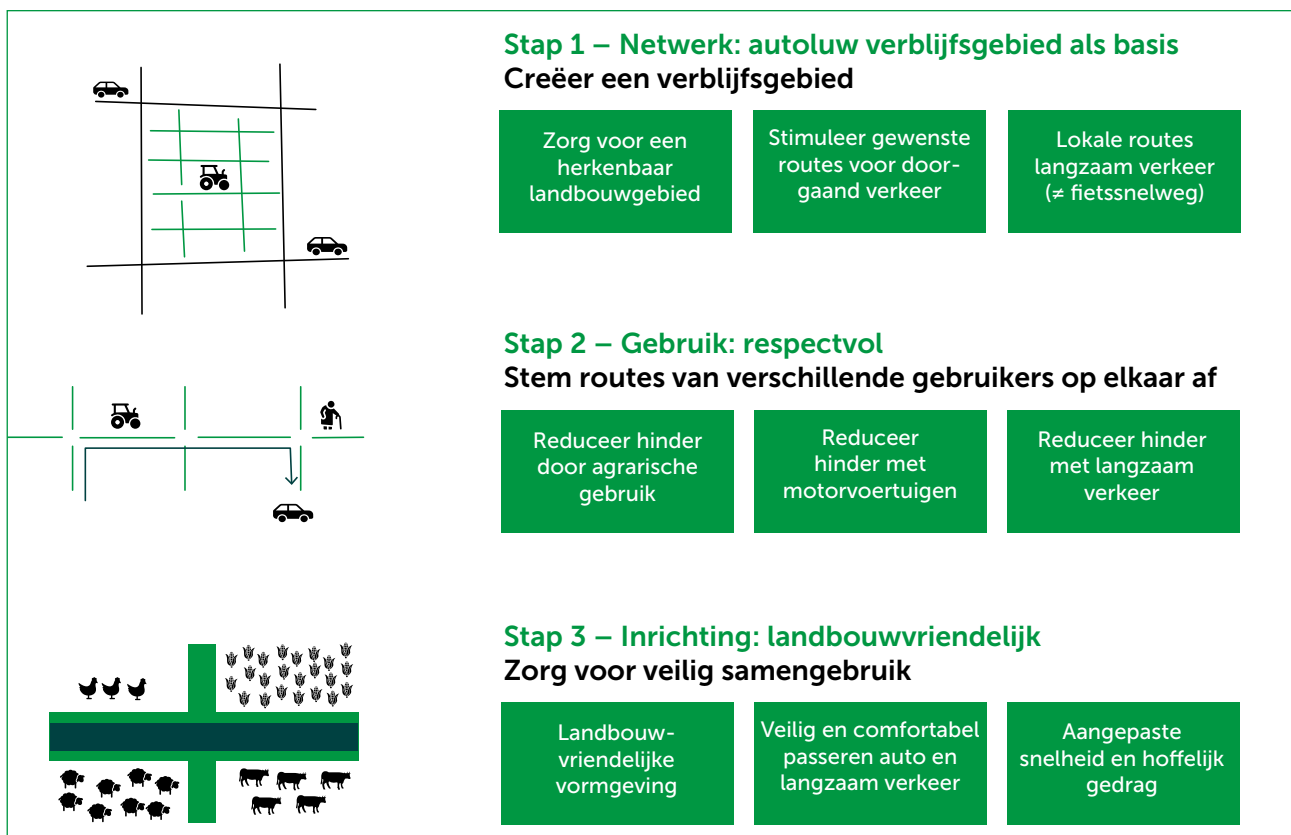 Stap 1 – Netwerk: autoluw verblijfsgebied als basis
Creëer een verblijfsgebied
Zorg voor een
herkenbaar
landbouwgebied
Stimuleer gewenste
routes voor door-
gaand verkeer
Lokale routes
langzaam verkeer
(≠ fietssnelweg)
Stap 2 – Gebruik: respectvol
Stem routes van verschillende gebruikers op elkaar af
Reduceer hinder
door agrarische
gebruik
Reduceer
hinder met
motorvoertuigen
Reduceer hinder
met langzaam
verkeer
Stap 3 – Inrichting: landbouwvriendelijk
Zorg voor veilig samengebruik
Landbouw-
vriendelijke
vormgeving
Veilig en comfortabel
passeren auto en
langzaam verkeer
Aangepaste
snelheid en hoffelijk
gedrag